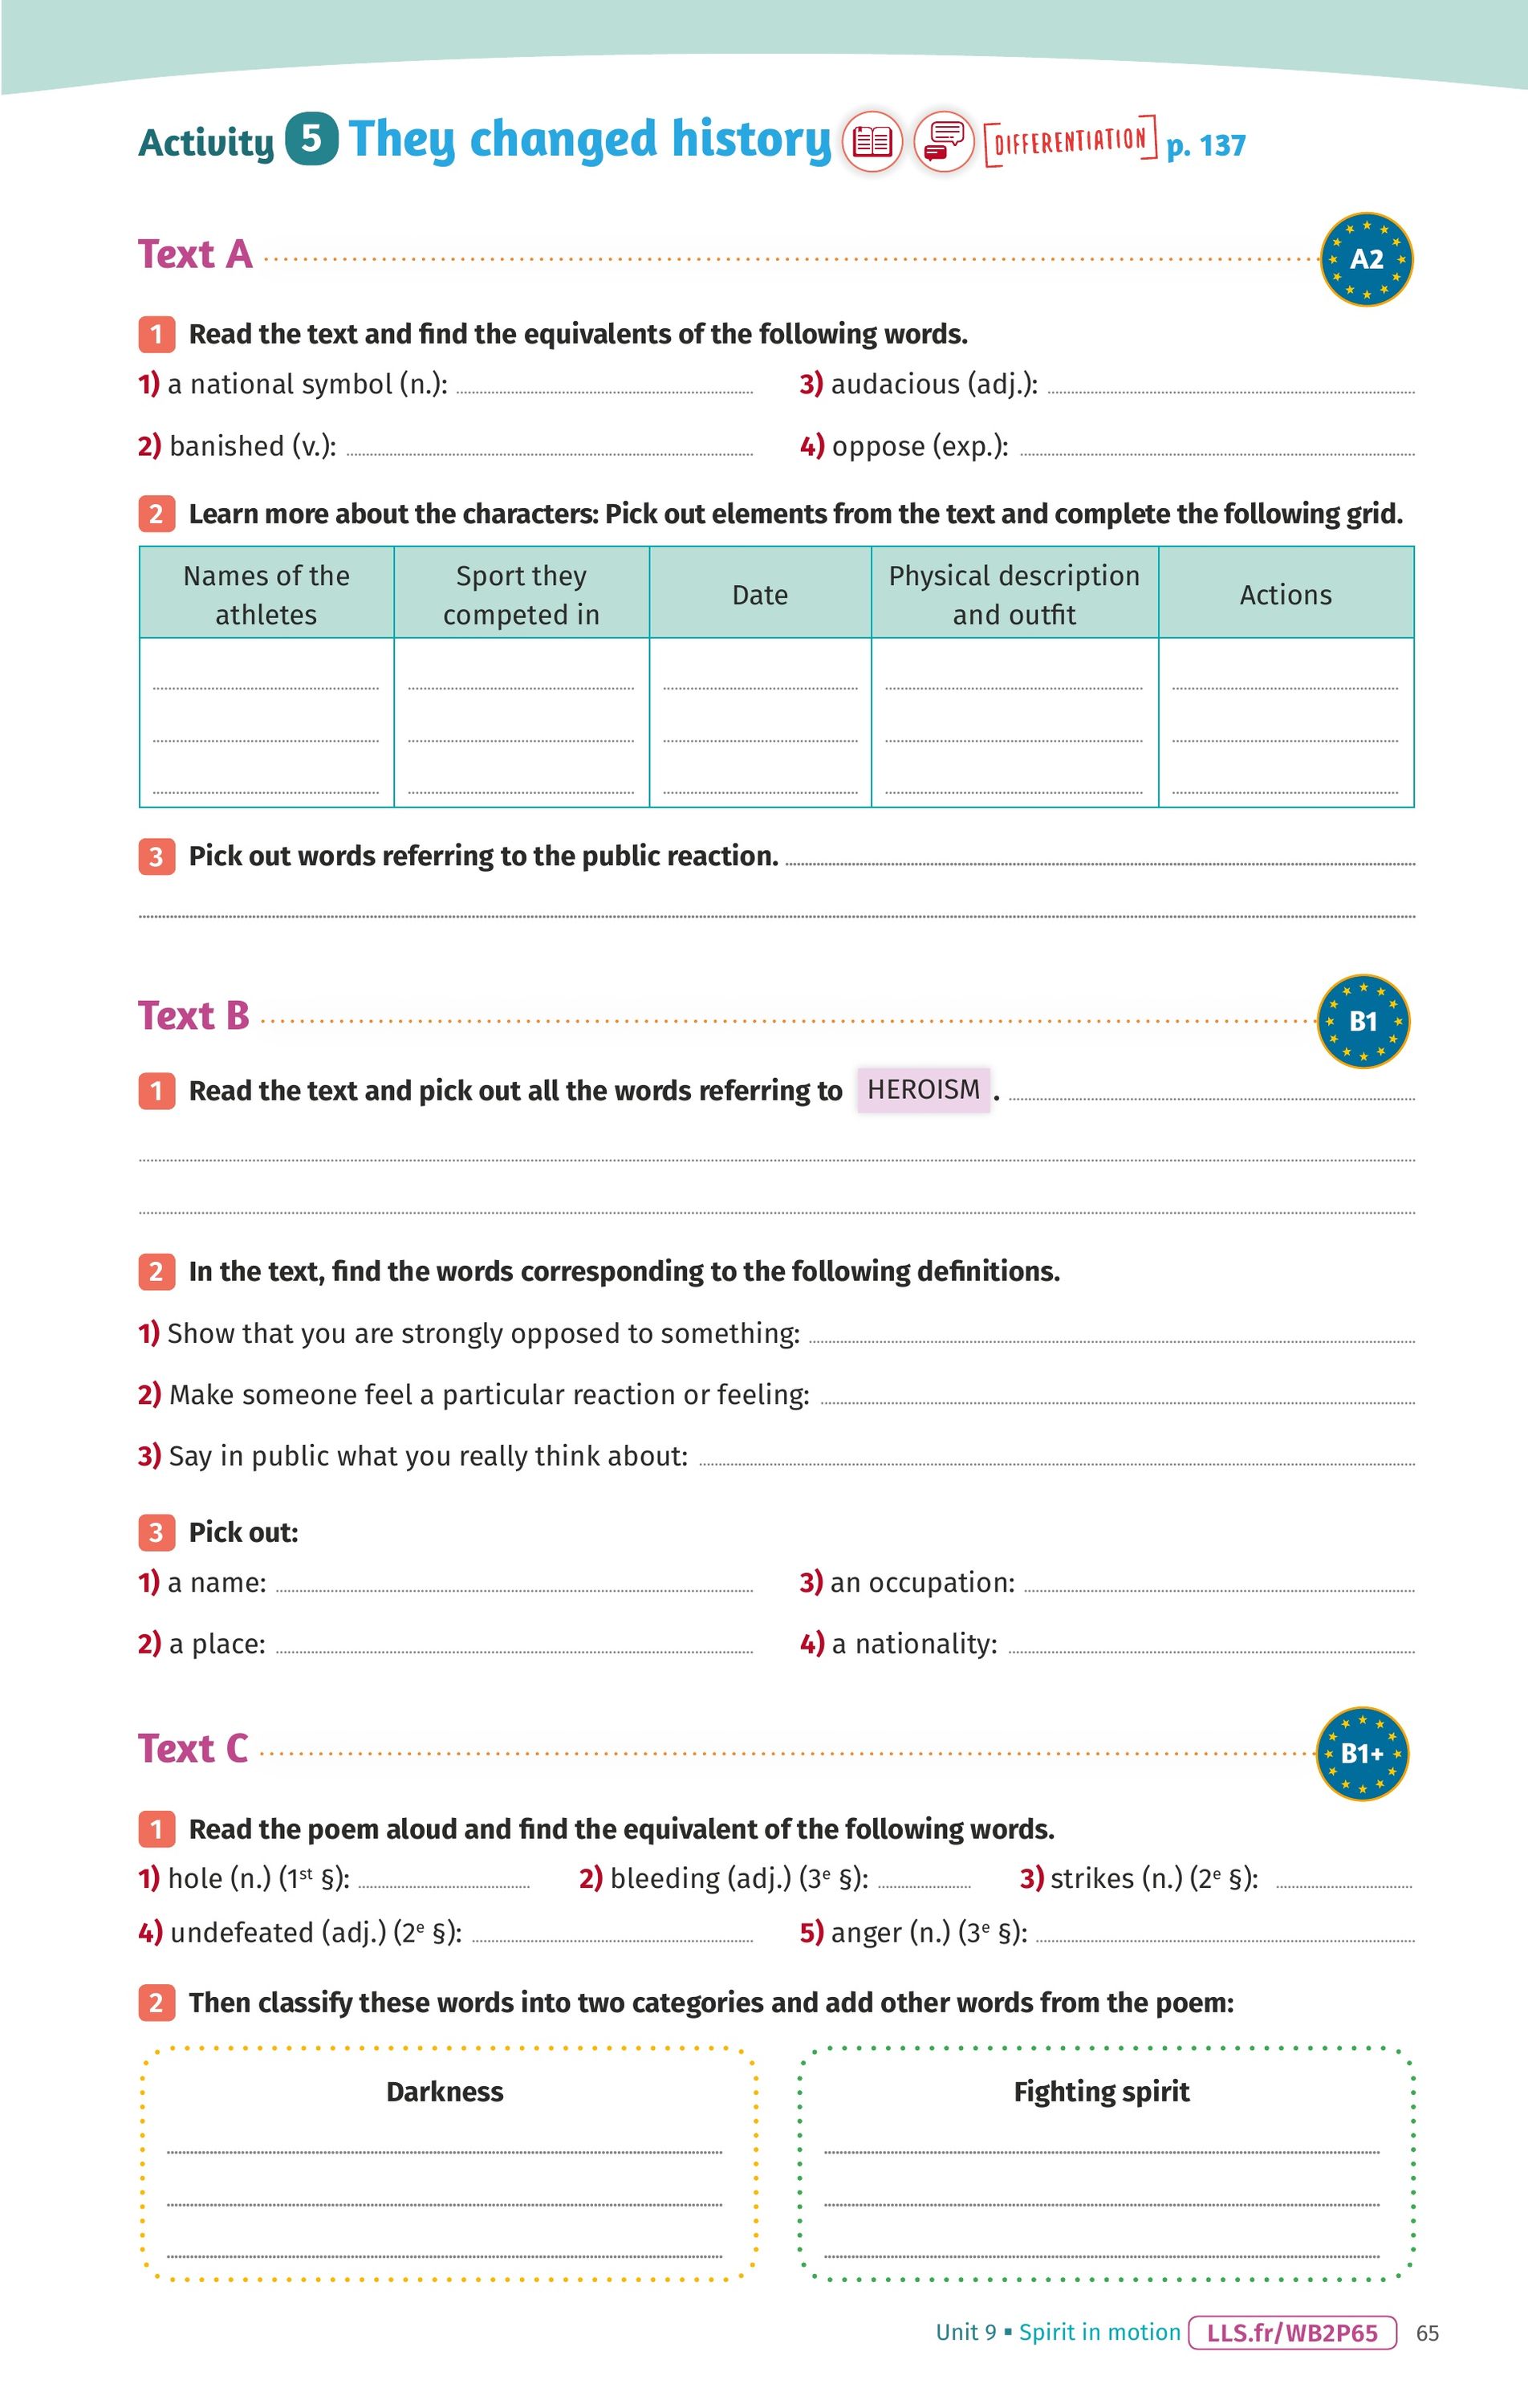 Activity 5 They changed history DIFFERENTIATION p. 137
Text A A2
1 Read the text and find the equivalents of the following words.
1) a national symbol (n.):
3) audacious (adj.):
2) banished (v.):
4) oppose (exp.):
2 Learn more about the characters: Pick out elements from the text and complete the following grid.
Names of the athletes
Sport they competed in
Date
Physical description and outfit
Actions
3 Pick out words referring to the public reaction.
Text B B1
1 Read the text and pick out all the words referring to HEROISM .
2 In the text, find the words corresponding to the following definitions.
1) Show that you are strongly opposed to something:
2) Make someone feel a particular reaction or feeling:
3) Say in public what you really think about:
3 Pick out:
1) a name:
3) an occupation:
2) a place:
4) a nationality:
Text C B1+
1 Read the poem aloud and find the equivalent of the following words.
1) hole (n.) (1st §): 2) bleeding (adj.) (3e §): 3) strikes (n.) (2e §):
4) undefeated (adj.) (2e §): 5) anger (n.) (3e §):
2 Then classify these words into two categories and add other words from the poem:
Darkness
Fighting spirit
Unit 9 ▪ Spirit in motion LLS.fr/WB2P65 65